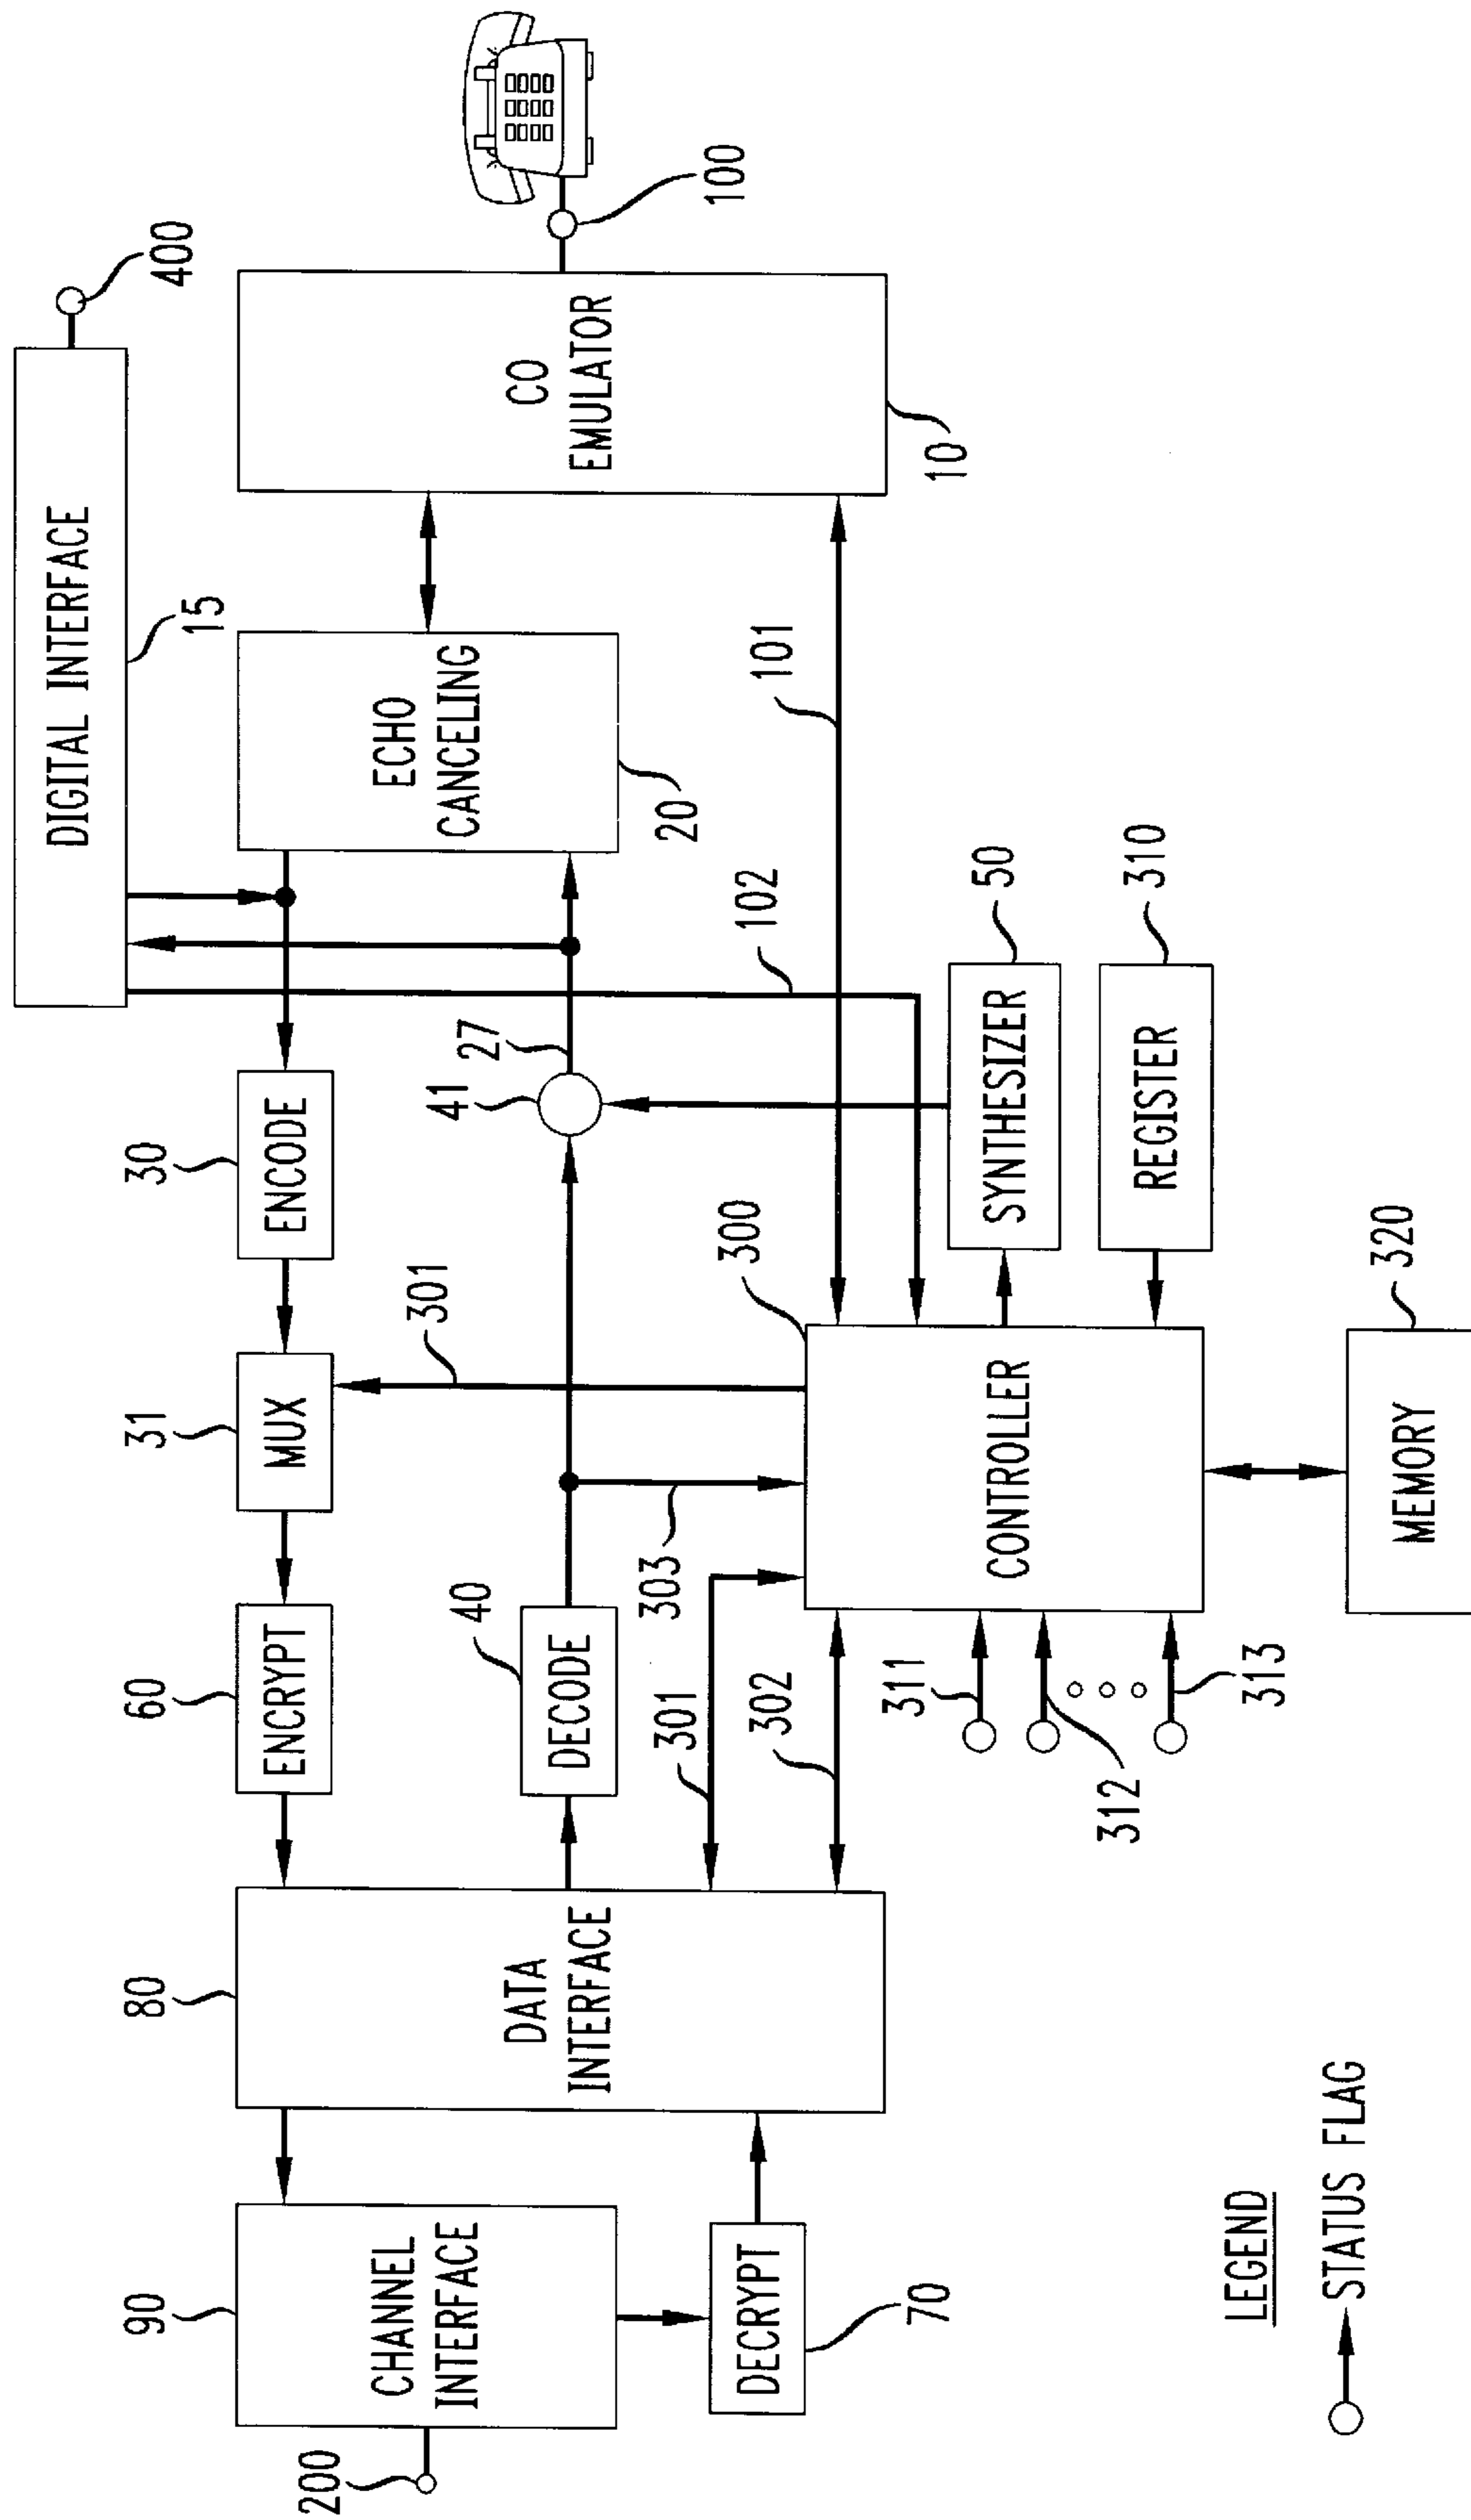 DIGITAL INTERFACE
400
15
30
31
60
80
90
200
ENCODE
MUX
ENCRYPT
CHANNEL
INTERFACE
DATA
INTERFACE
ECHO
CANCELING
CO
EMULATOR
100
10
20
27
41
301
40
DECODE
303
301
302
70
DECRYPT
102
101
300
CONTROLLER
50
SYNTHESIZER
310
REGISTER
311
312
313
320
MEMORY
LEGEND
STATUS FLAG